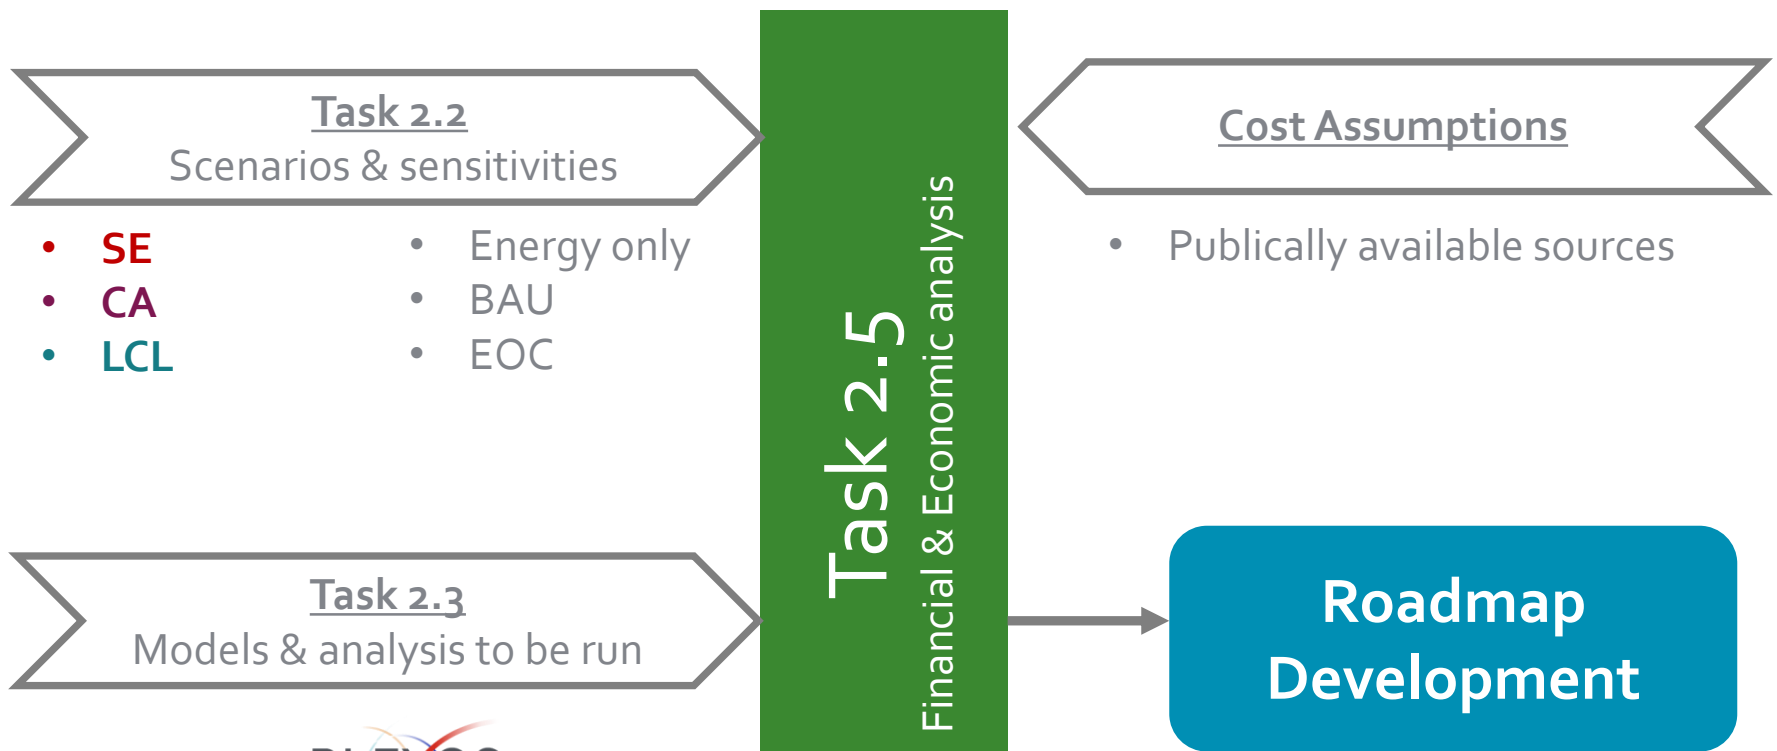 Task 2.2
Scenarios & sensitivities
• SE
• CA
• LCL
• Energy only
• BAU
• EOC
Task 2.3
Models & analysis to be run
Task 2.5
Financial & Economic analysis
Cost Assumptions
• Publically available sources
Roadmap
Development